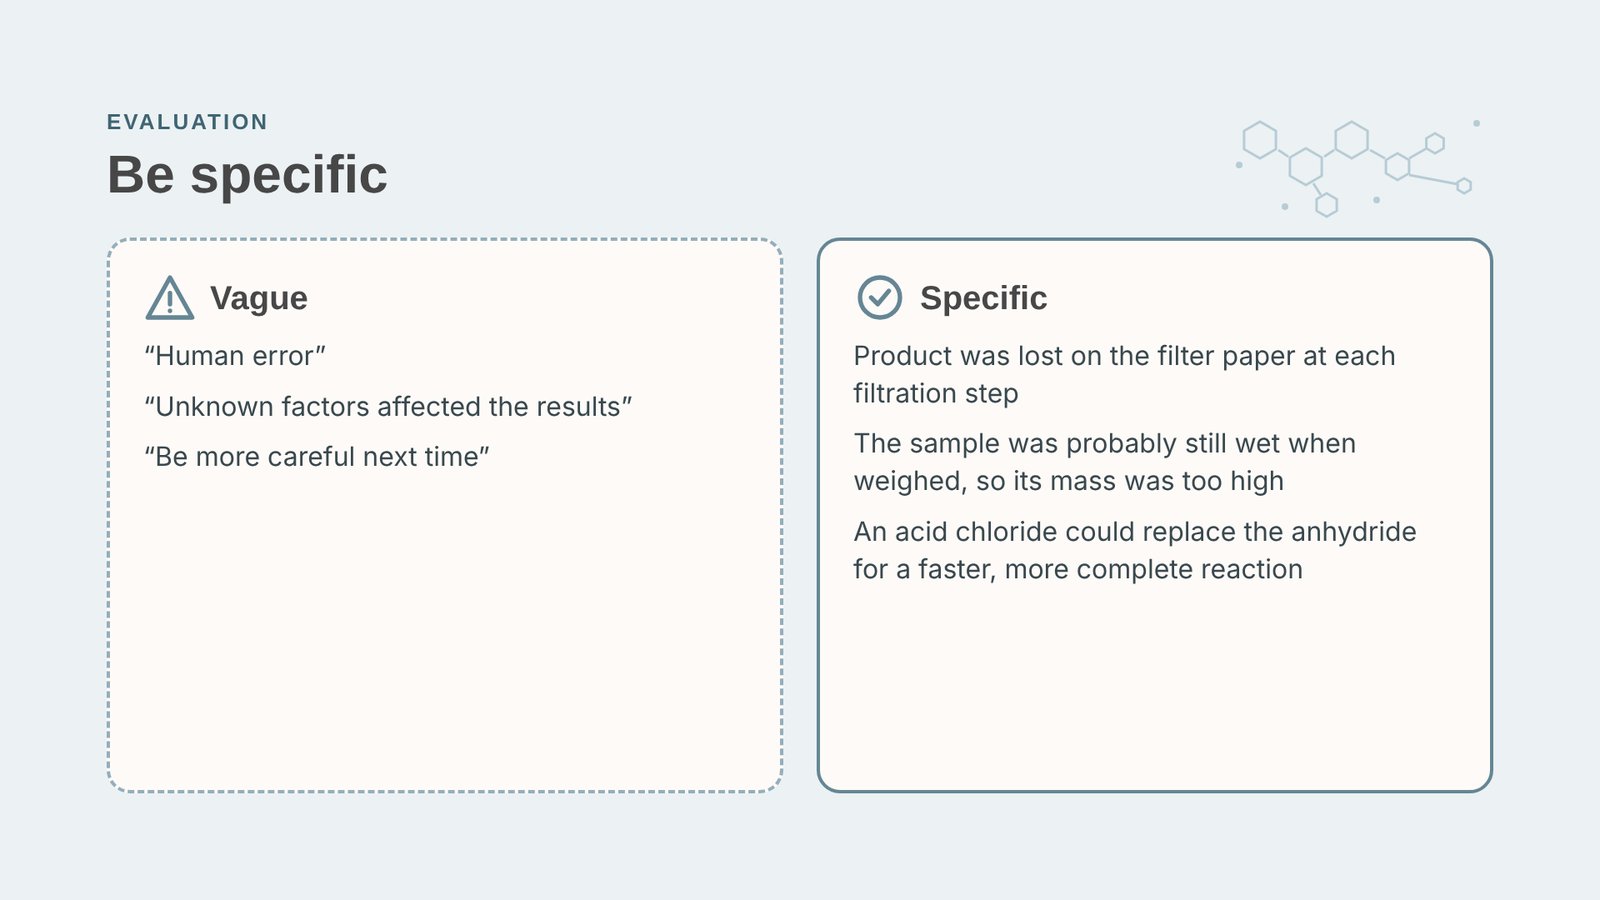 EVALUATION
Be specific
Vague
“Human error”
“Unknown factors affected the results”
“Be more careful next time”
Specific
Product was lost on the filter paper at each
filtration step
The sample was probably still wet when
weighed, so its mass was too high
An acid chloride could replace the anhydride
for a faster, more complete reaction